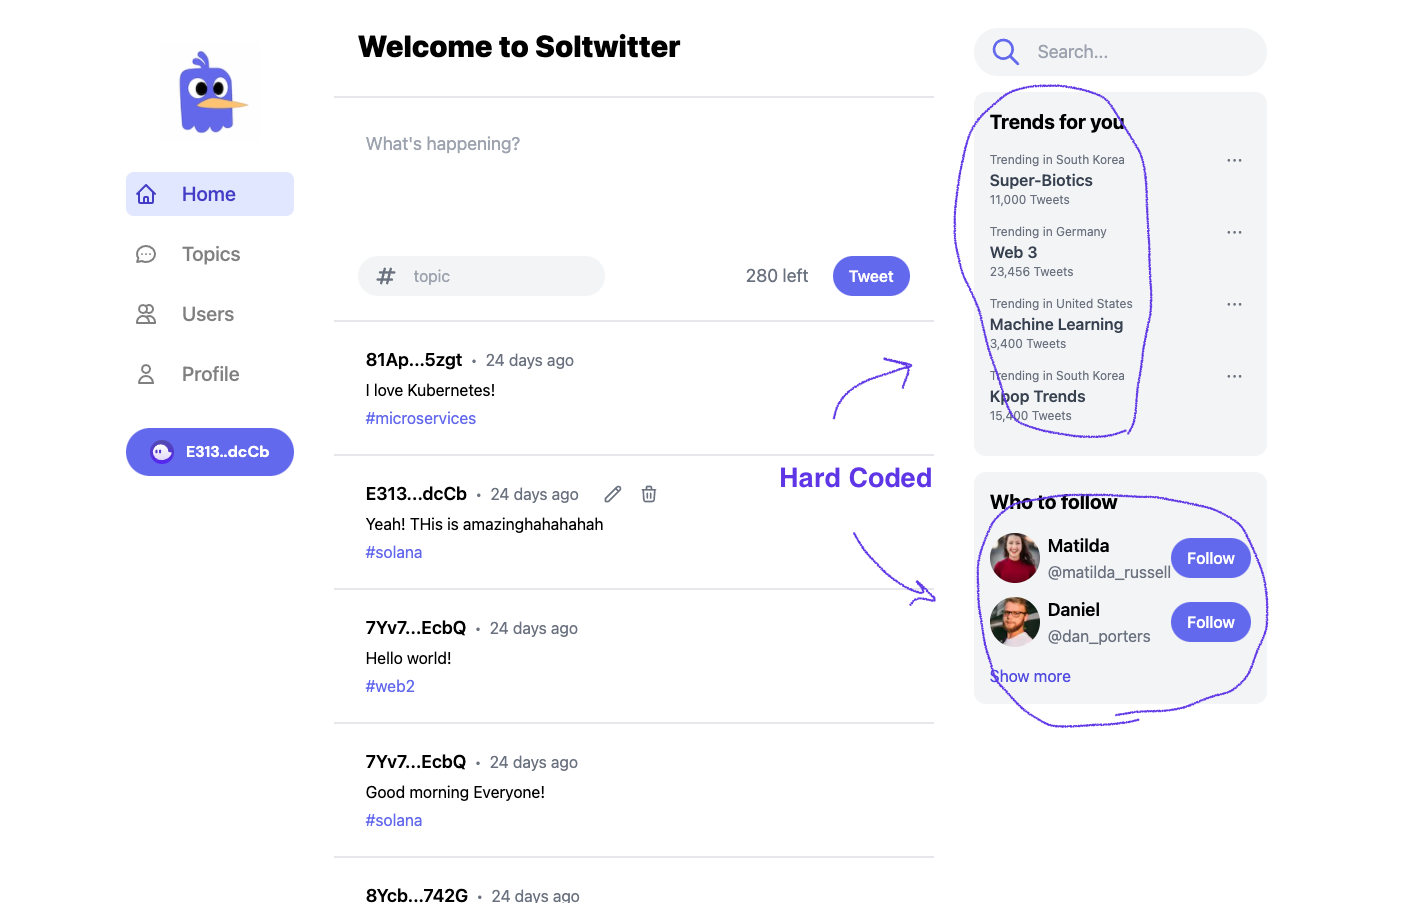 Welcome to Soltwitter
Search...
Home
Topics
Users
Profile
E313..dcCb
What's happening?
# topic
280 left
Tweet
81Ap...5zgt • 24 days ago
I love Kubernetes!
#microservices
E313...dcCb • 24 days ago
Yeah! THis is amazinghahahahah
#solana
7Yv7...EcbQ • 24 days ago
Hello world!
#web2
7Yv7...EcbQ • 24 days ago
Good morning Everyone!
#solana
8Ycb...742G • 24 days ago
Hard Coded
Trends for you
Trending in South Korea
Super-Biotics
11,000 Tweets
Trending in Germany
Web 3
23,456 Tweets
Trending in United States
Machine Learning
3,400 Tweets
Trending in South Korea
Kpop Trends
15,400 Tweets
Who to follow
Matilda
@matilda_russell
Follow
Daniel
@dan_porters
Follow
Show more